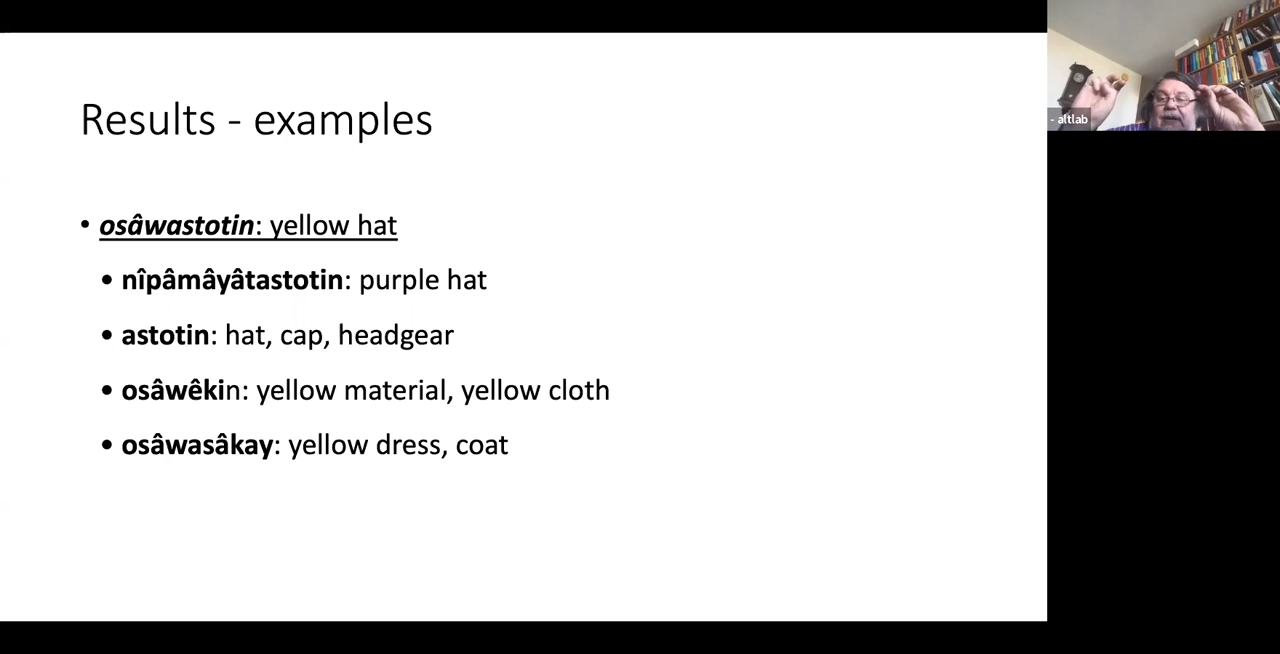 Results - examples
• osâwastotin: yellow hat
• nîpâmâyâtastotin: purple hat
• astotin: hat, cap, headgear
• osâwêkin: yellow material, yellow cloth
• osâwasâkay: yellow dress, coat
- altlab